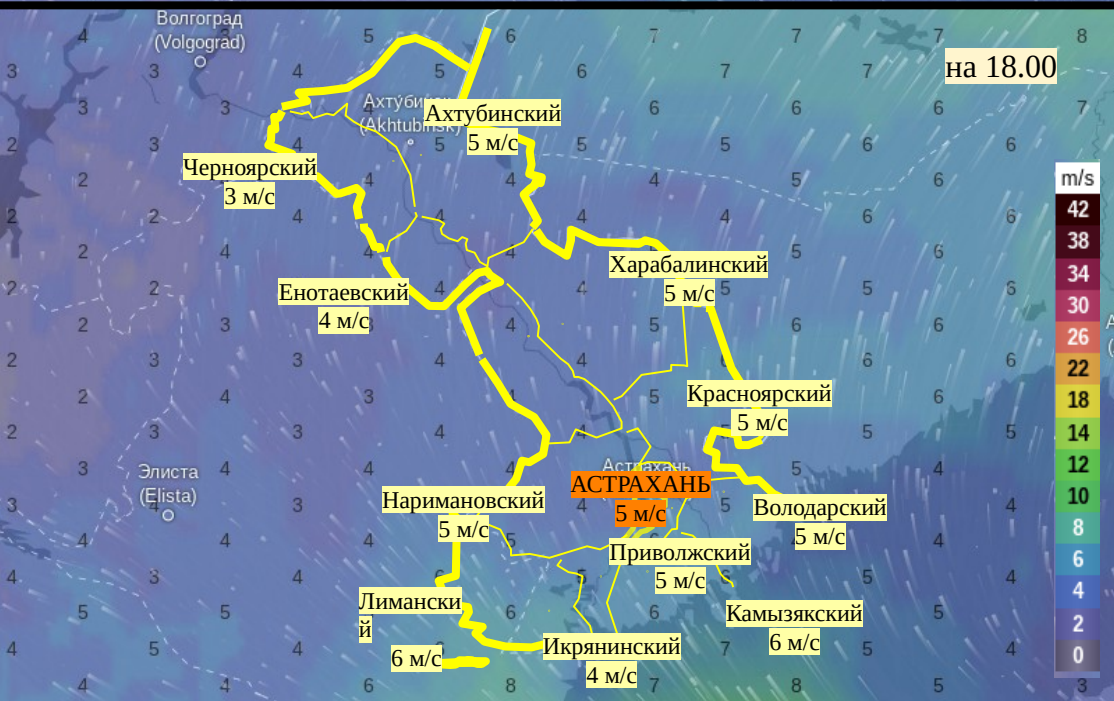 Волгоград
(Volgograd)
на 18.00
Ахту́би
(Akhtubinsk)
Ахтубинский
5 м/с
Черноярский
3 м/с
m/s
42
38
34
30
26
22
18
14
12
10
8
6
4
2
0
Харабалинский
5 м/с
Енотаевский
4 м/с
Красноярский
5 м/с
Элиста
(Elista)
Астрахань
АСТРАХАНЬ
5 м/с
Наримановский
5 м/с
Володарский
5 м/с
Приволжский
5 м/с
Лимански
й
6 м/с
Камызякский
6 м/с
Икрянинский
4 м/с